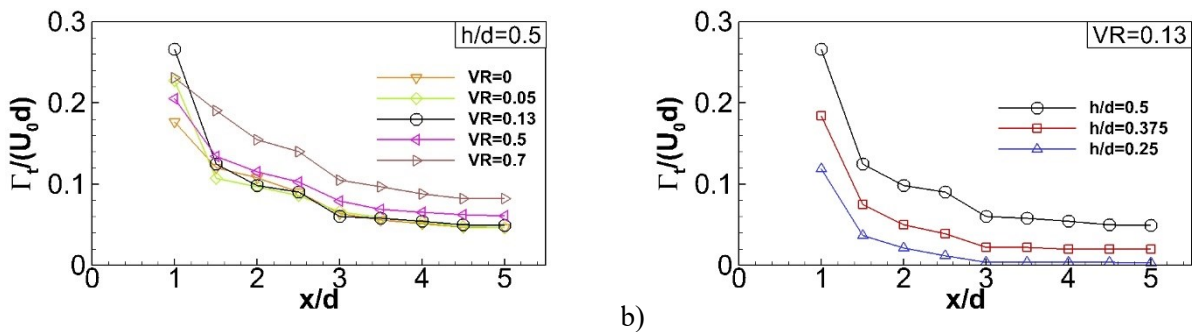 0.3
h/d=0.5
VR=0
VR=0.05
VR=0.13
VR=0.5
VR=0.7
0.2
0.1
0
Γt/(U0d)
0 1 2 3 4 5
x/d
b)
0.3
VR=0.13
h/d=0.5
h/d=0.375
h/d=0.25
0.2
0.1
0
Γt/(U0d)
0 1 2 3 4 5
x/d